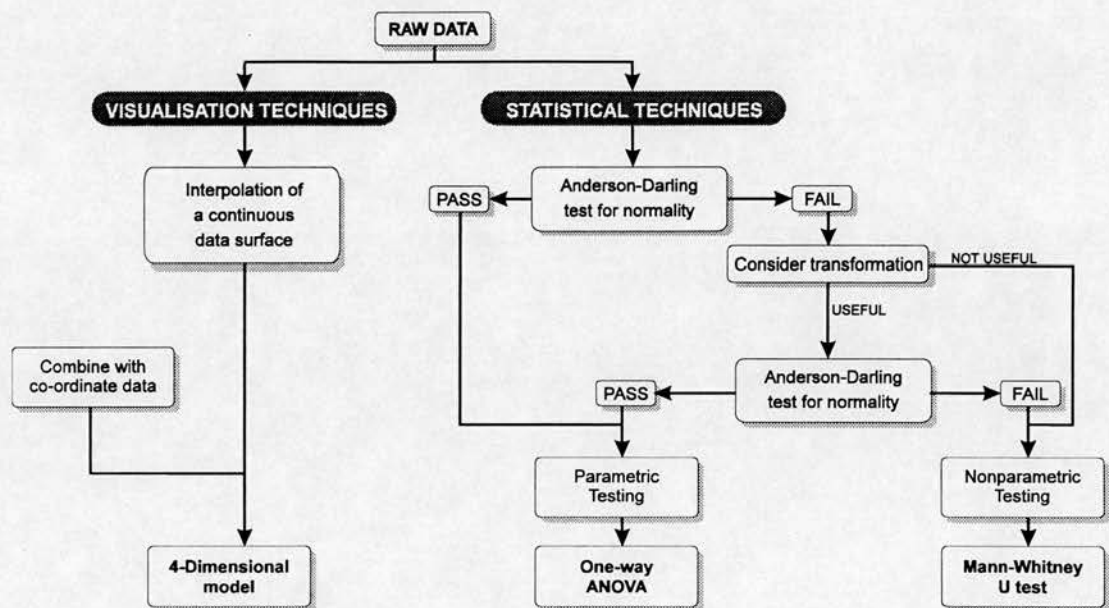 RAW DATA
VISUALISATION TECHNIQUES
STATISTICAL TECHNIQUES
Interpolation of
a continuous
data surface
PASS
Anderson-Darling
test for normality
FAIL
Consider transformation
NOT USEFUL
USEFUL
Combine with
co-ordinate data
PASS
Anderson-Darling
test for normality
FAIL
Parametric
Testing
Nonparametric
Testing
4-Dimensional
model
One-way
ANOVA
Mann-Whitney
U test